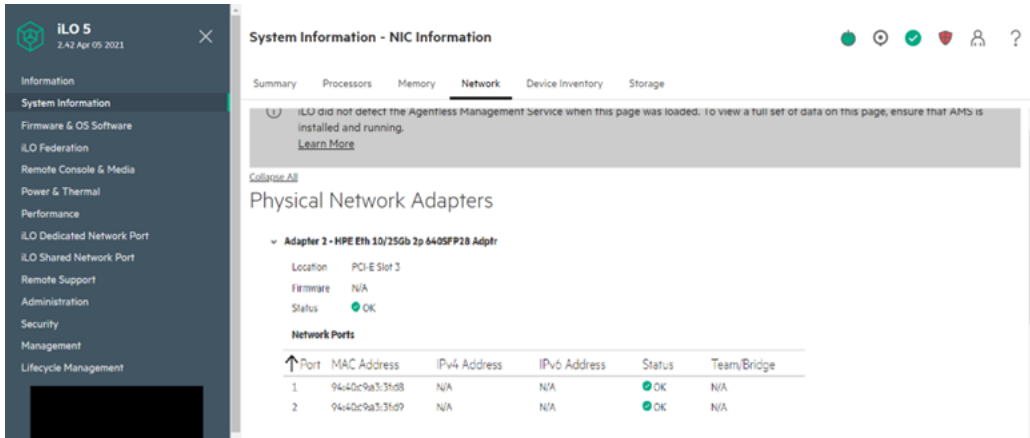 iLO 5
2.42 Apr 05 2021
Information
System Information
Firmware & OS Software
iLO Federation
Remote Console & Media
Power & Thermal
Performance
iLO Dedicated Network Port
iLO Shared Network Port
Remote Support
Administration
Security
Management
Lifecycle Management
System Information - NIC Information
?
Summary Processors Memory Network Device Inventory Storage
iLO did not detect the Agentless Management Service when this page was loaded. To view a full set of data on this page, ensure that AMS is
installed and running.
Learn More
Collapse All
Physical Network Adapters
Adapter 2 - HPE Eth 10/25Gb 2p 640SFP28 Adptr
Location PCI-E Slot 3
Firmware N/A
Status OK
Network Ports
Port MAC Address IPv4 Address IPv6 Address Status Team/Bridge
1 94:40:c9:a3:3f:d8 N/A N/A OK N/A
2 94:40:c9:a3:3f:d9 N/A N/A OK N/A